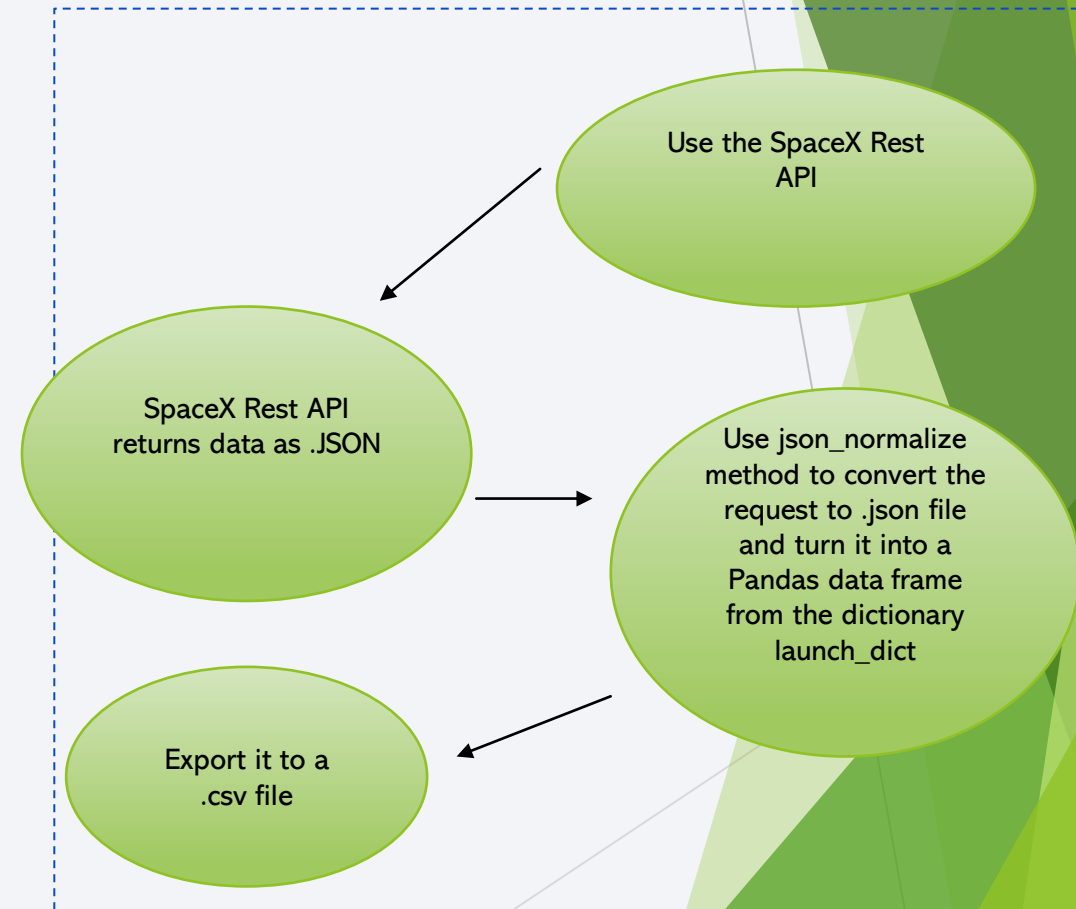 Use the SpaceX Rest
API
SpaceX Rest API
returns data as .JSON
Use json_normalize
method to convert the
request to .json file
and turn it into a
Pandas data frame
from the dictionary
launch_dict
Export it to a
.csv file